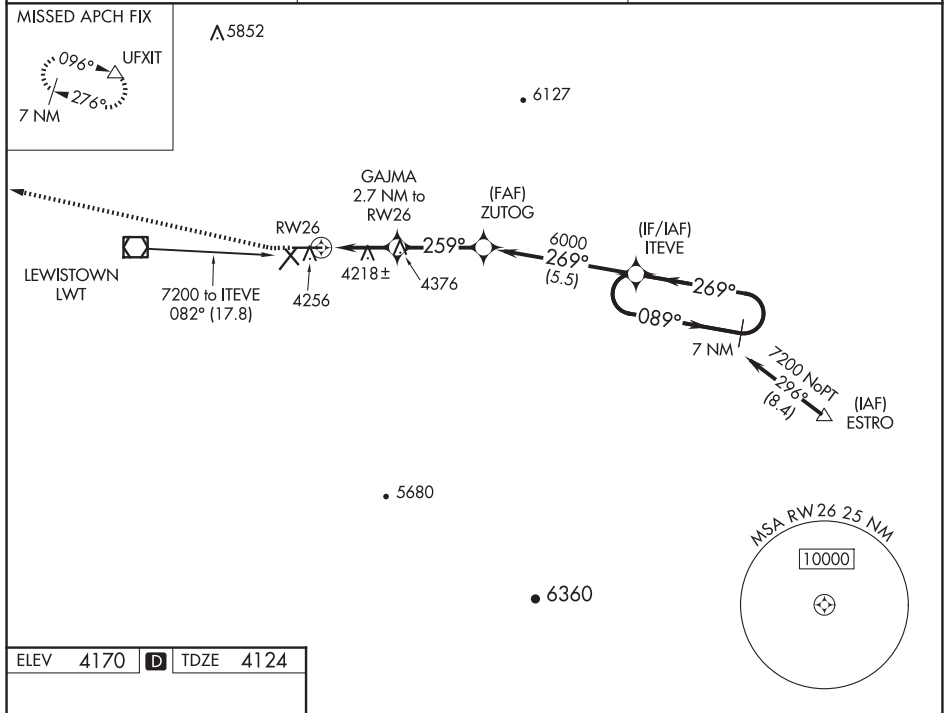 MISSED APCH FIX
096°
UFXIT
276°
7 NM
5852
6127
GAJMA
2.7 NM to
RW26
(FAF)
ZUTOG
(IF/IAF)
ITEVE
RW26
259°
6000
269°
(5.5)
LEWISTOWN
LWT
7200 to ITEVE
082° (17.8)
4256
4218±
4376
269°
089°
7 NM
7200 NoPT
296°
(8.4)
(IAF)
ESTRO
5680
6360
MSA RW26 25 NM
10000
ELEV 4170 D TDZE 4124